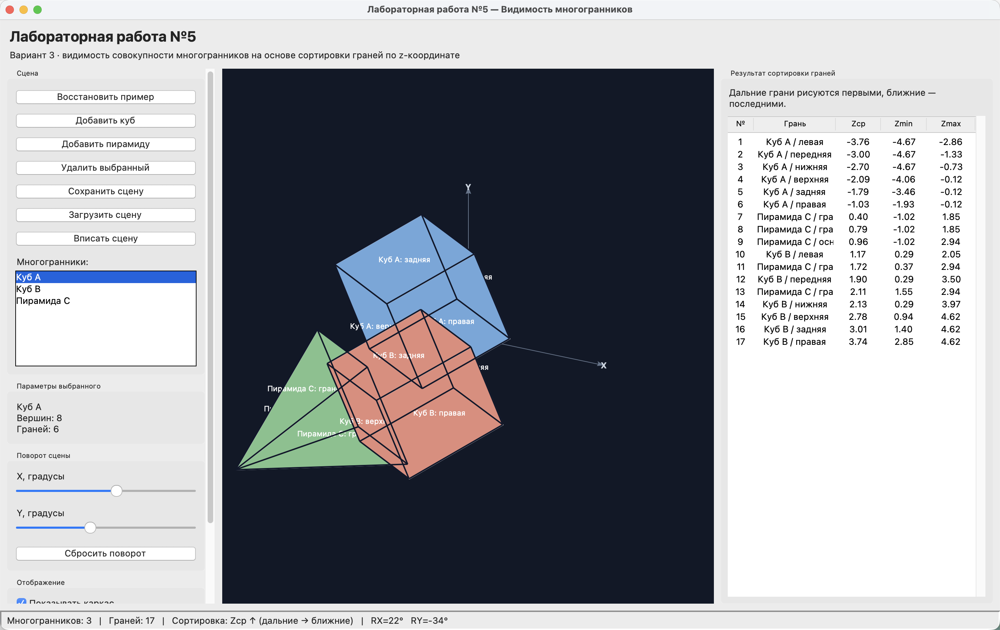 Лабораторная работа №5 — Видимость многогранников
Лабораторная работа №5
Вариант 3 · видимость совокупности многогранников на основе сортировки граней по z-координате
Сцена
Восстановить пример
Добавить куб
Добавить пирамиду
Удалить выбранный
Сохранить сцену
Загрузить сцену
Вписать сцену
Многогранники:
Куб A
Куб B
Пирамида C
Параметры выбранного
Куб A
Вершин: 8
Граней: 6
Поворот сцены
X, градусы
Y, градусы
Сбросить поворот
Отображение
Показывать каркас
Y
Куб A: задняя
яя
A: правая
Куб A: вер
Куб B: задняя
X
яя
Пирамида C: гран
Куб B: правая
Куб B: верх
Пирамида C: гр
Результат сортировки граней
Дальние грани рисуются первыми, ближние —
последними.
№ Грань Zср Zmin Zmax
1 Куб A / левая -3.76 -4.67 -2.86
2 Куб A / передняя -3.00 -4.67 -1.33
3 Куб A / нижняя -2.70 -4.67 -0.73
4 Куб A / верхняя -2.09 -4.06 -0.12
5 Куб A / задняя -1.79 -3.46 -0.12
6 Куб A / правая -1.03 -1.93 -0.12
7 Пирамида C / гра 0.40 -1.02 1.85
8 Пирамида C / гра 0.79 -1.02 1.85
9 Пирамида C / осн 0.96 -1.02 2.94
10 Куб B / левая 1.17 0.29 2.05
11 Пирамида C / гра 1.72 0.37 2.94
12 Куб B / передняя 1.90 0.29 3.50
13 Пирамида C / гра 2.11 1.55 2.94
14 Куб B / нижняя 2.13 0.29 3.97
15 Куб B / верхняя 2.78 0.94 4.62
16 Куб B / задняя 3.01 1.40 4.62
17 Куб B / правая 3.74 2.85 4.62
Многогранников: 3 | Граней: 17 | Сортировка: Zср ↑ (дальние → ближние) | RX=22° RY=-34°